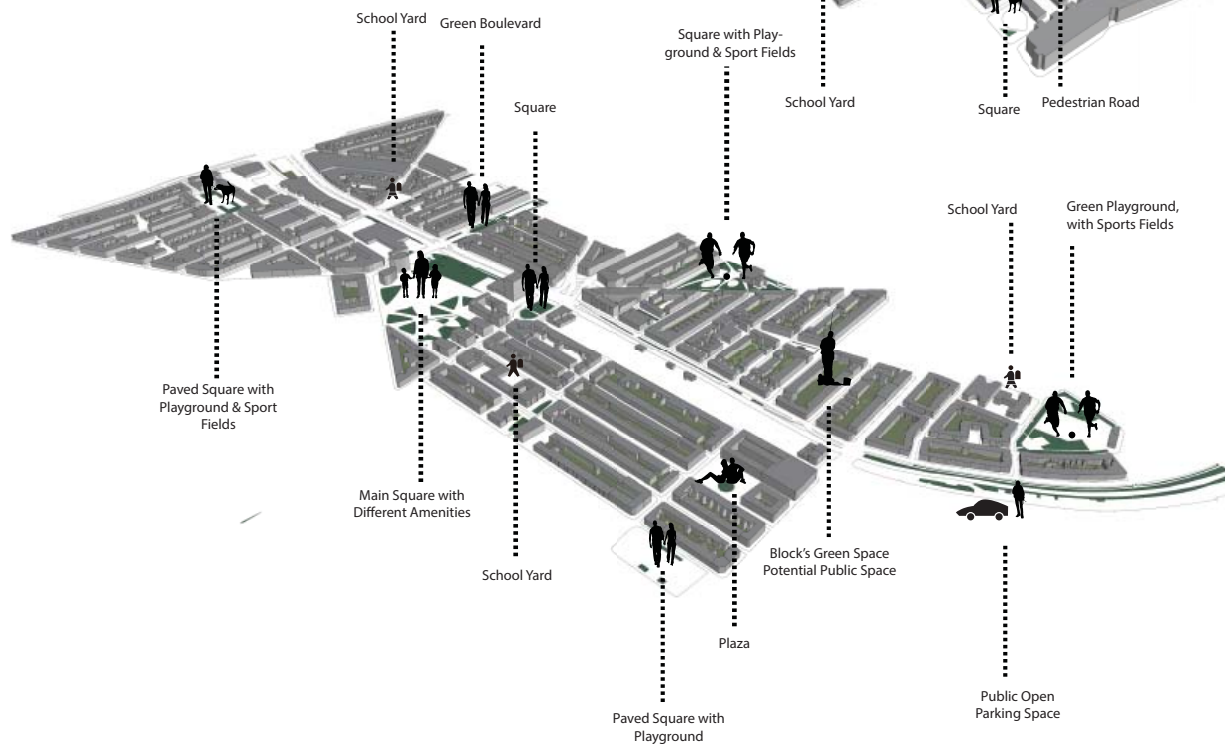 School Yard
Green Boulevard
Square
Square with Play-
ground & Sport Fields
School Yard
Square
Pedestrian Road
School Yard
Green Playground,
with Sports Fields
Paved Square with
Playground & Sport
Fields
Main Square with
Different Amenities
School Yard
Block's Green Space
Potential Public Space
Plaza
Paved Square with
Playground
Public Open
Parking Space